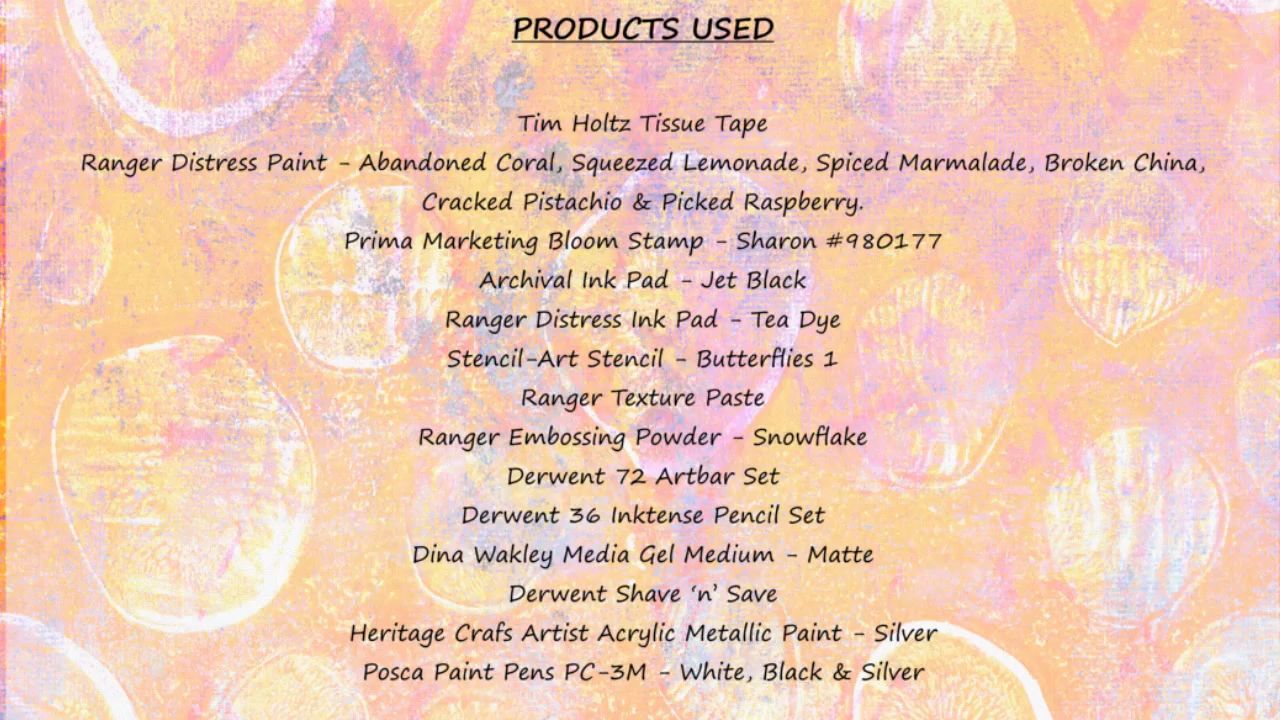 PRODUCTS USED
Tim Holtz Tissue Tape
Ranger Distress Paint - Abandoned Coral, Squeezed Lemonade, Spiced Marmalade, Broken China,
Cracked Pistachio & Picked Raspberry.
Prima Marketing Bloom Stamp - Sharon #980177
Archival Ink Pad - Jet Black
Ranger Distress Ink Pad - Tea Dye
Stencil-Art Stencil - Butterflies 1
Ranger Texture Paste
Ranger Embossing Powder - Snowflake
Derwent 72 Artbar Set
Derwent 36 Inktense Pencil Set
Dina Wakley Media Gel Medium - Matte
Derwent Shave ‘n’ Save
Heritage Crafs Artist Acrylic Metallic Paint - Silver
Posca Paint Pens PC-3M - White, Black & Silver